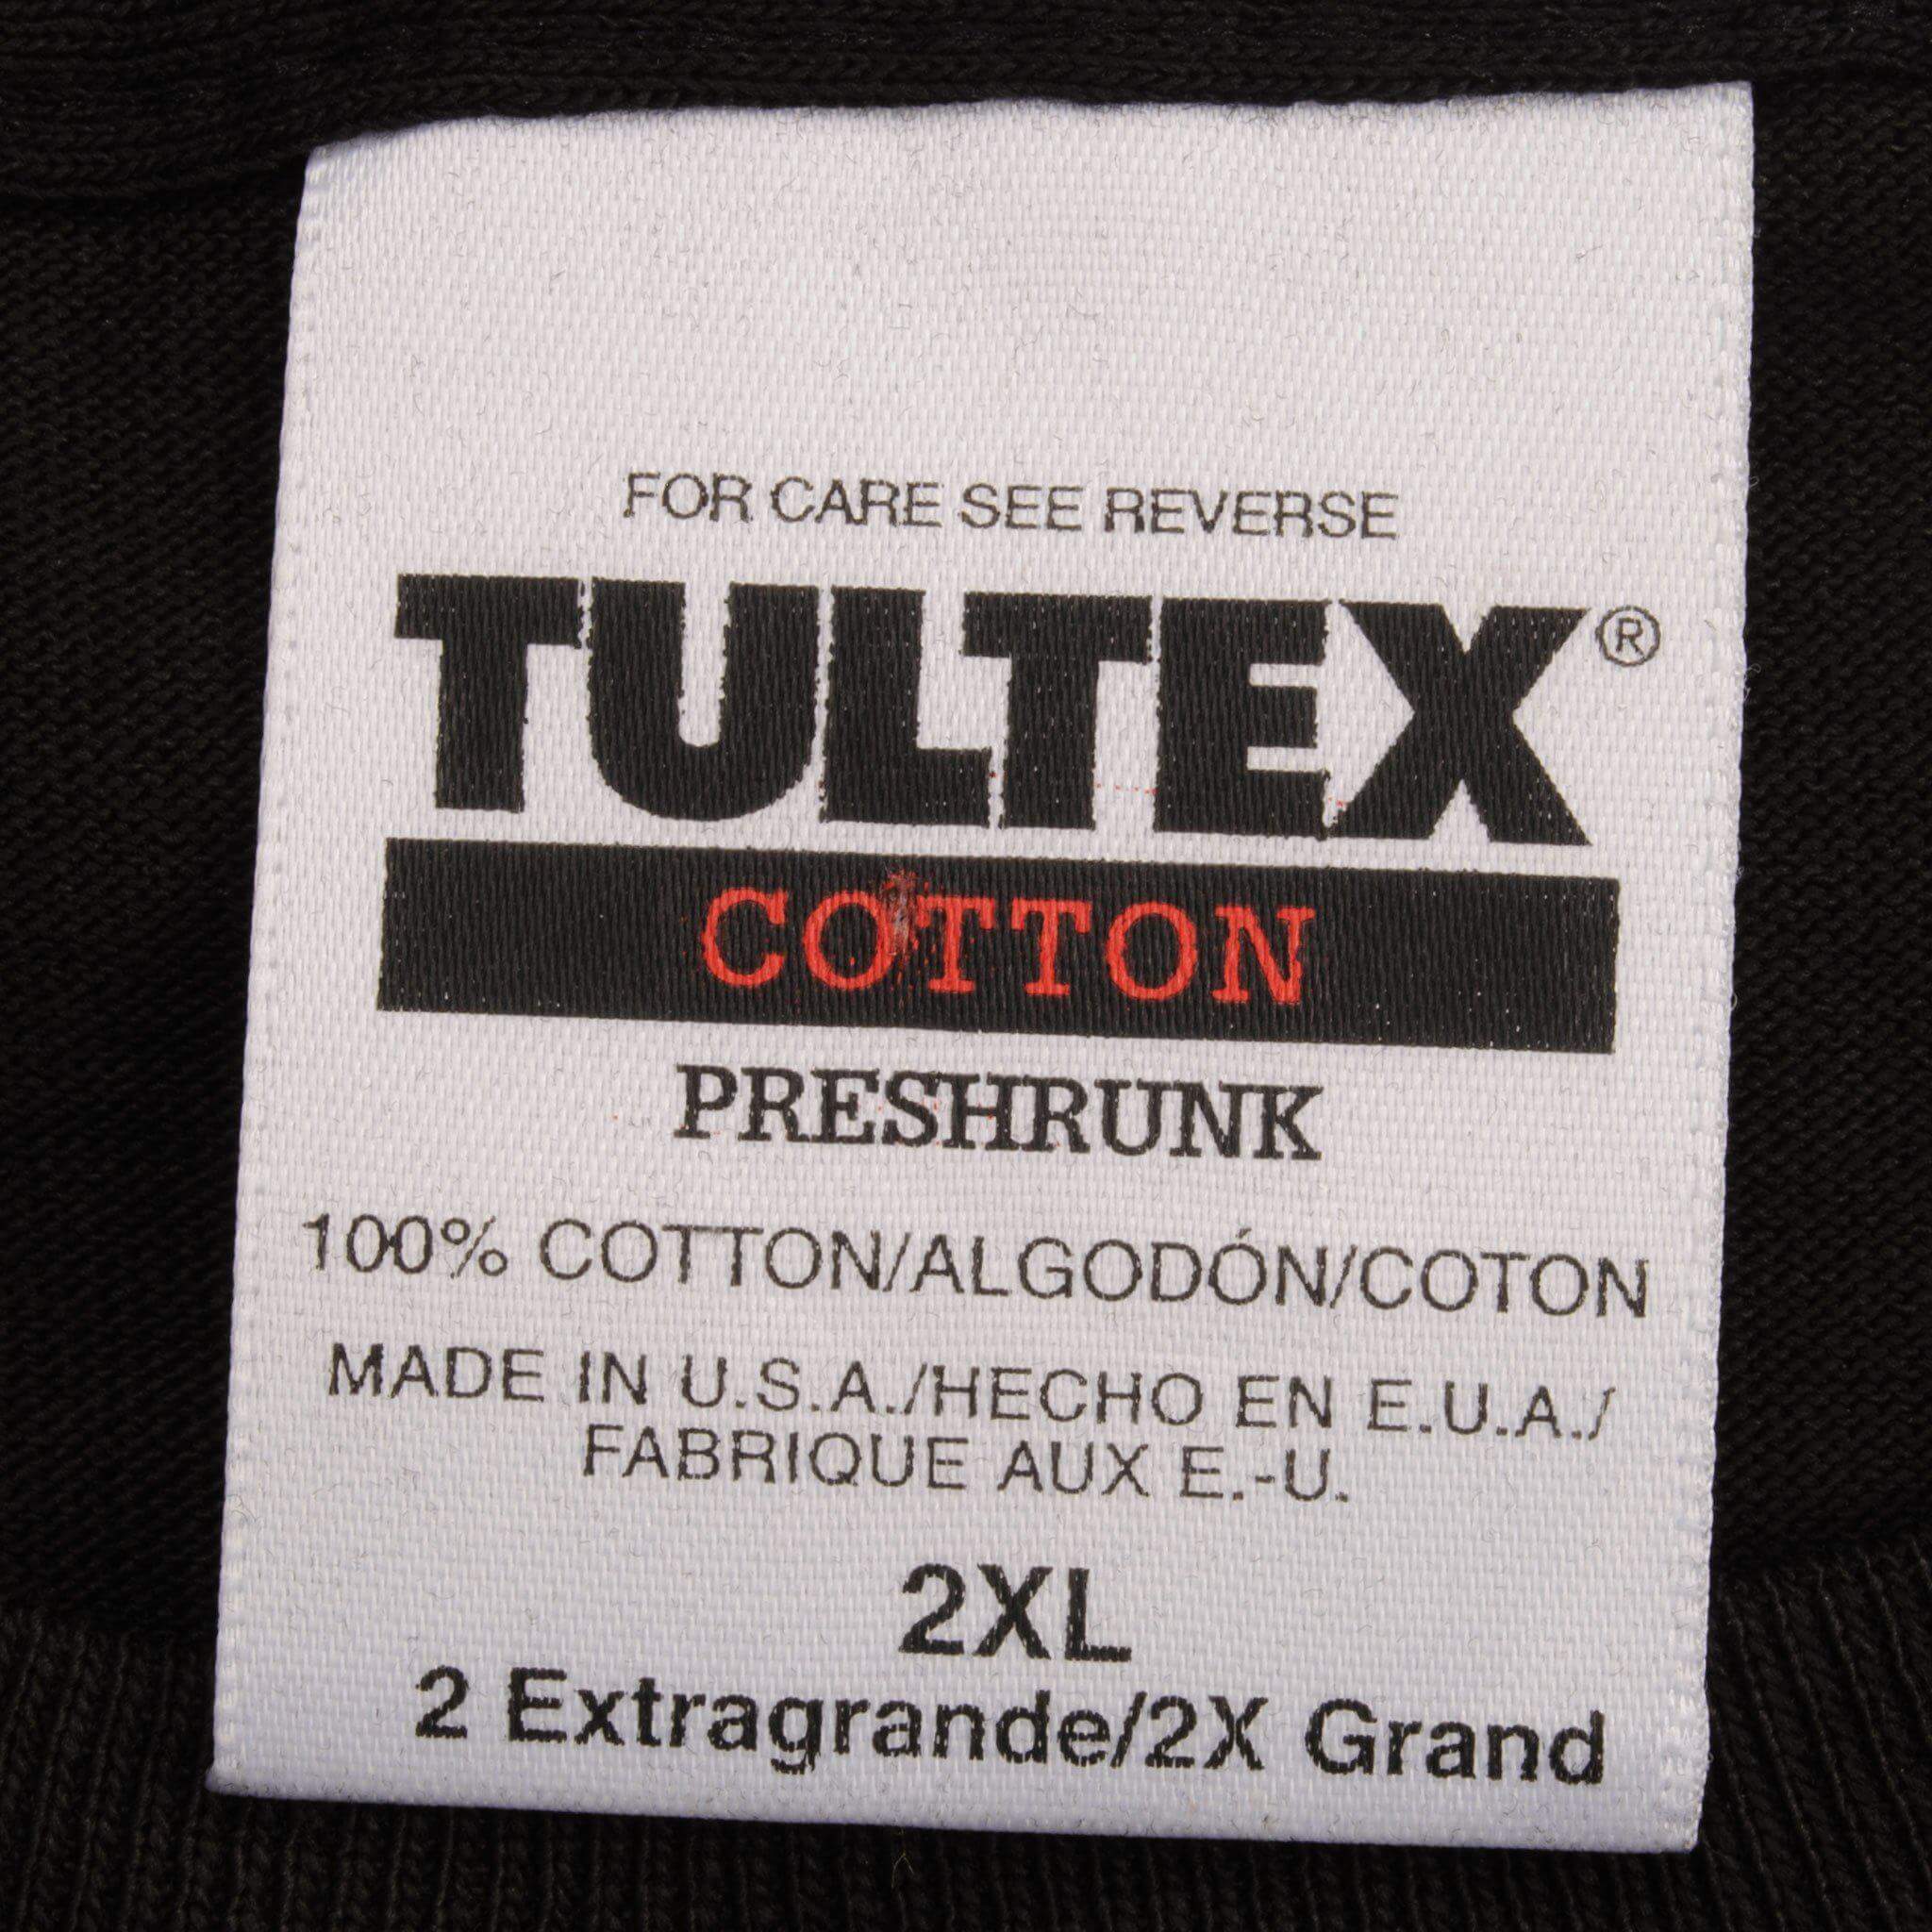 FOR CARE SEE REVERSE
TULTEX®
COTTON
PRESHRUNK
100% COTTON/ALGODÓN/COTON
MADE IN U.S.A./HECHO EN E.U.A./
FABRIQUE AUX E.-U.
2XL
2 Extragrande/2X Grand